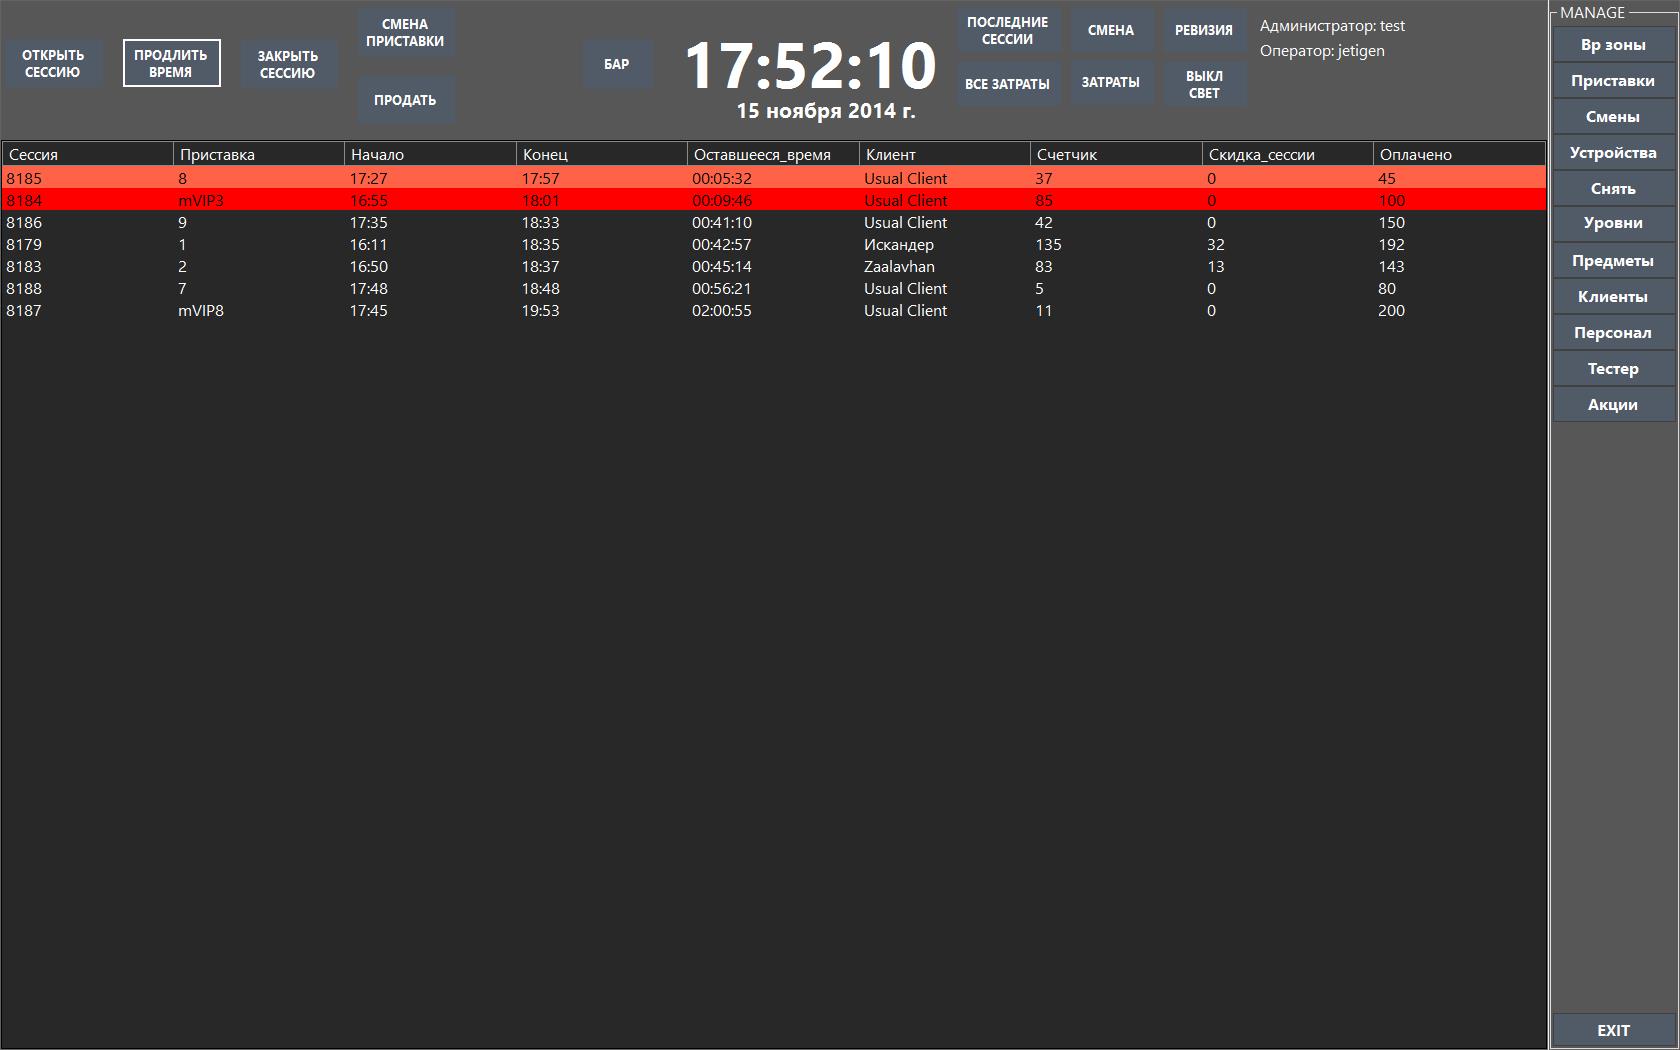 ОТКРЫТЬ
СЕССИЮ
ПРОДЛИТЬ
ВРЕМЯ
ЗАКРЫТЬ
СЕССИЮ
СМЕНА
ПРИСТАВКИ
ПРОДАТЬ
БАР
17:52:10
15 ноября 2014 г.
ПОСЛЕДНИЕ
СЕССИИ
СМЕНА
РЕВИЗИЯ
ВСЕ ЗАТРАТЫ
ЗАТРАТЫ
ВЫКЛ
СВЕТ
Администратор: test
Оператор: jetigen
Сессия Приставка Начало Конец Оставшееся_время Клиент Счетчик Скидка_сессии Оплачено
8185 8 17:27 17:57 00:05:32 Usual Client 37 0 45
8184 mVIP3 16:55 18:01 00:09:46 Usual Client 85 0 100
8186 9 17:35 18:33 00:41:10 Usual Client 42 0 150
8179 1 16:11 18:35 00:42:57 Искандер 135 32 192
8183 2 16:50 18:37 00:45:14 Zaalavhan 83 13 143
8188 7 17:48 18:48 00:56:21 Usual Client 5 0 80
8187 mVIP8 17:45 19:53 02:00:55 Usual Client 11 0 200
MANAGE
Вр зоны
Приставки
Смены
Устройства
Снять
Уровни
Предметы
Клиенты
Персонал
Тестер
Акции
EXIT